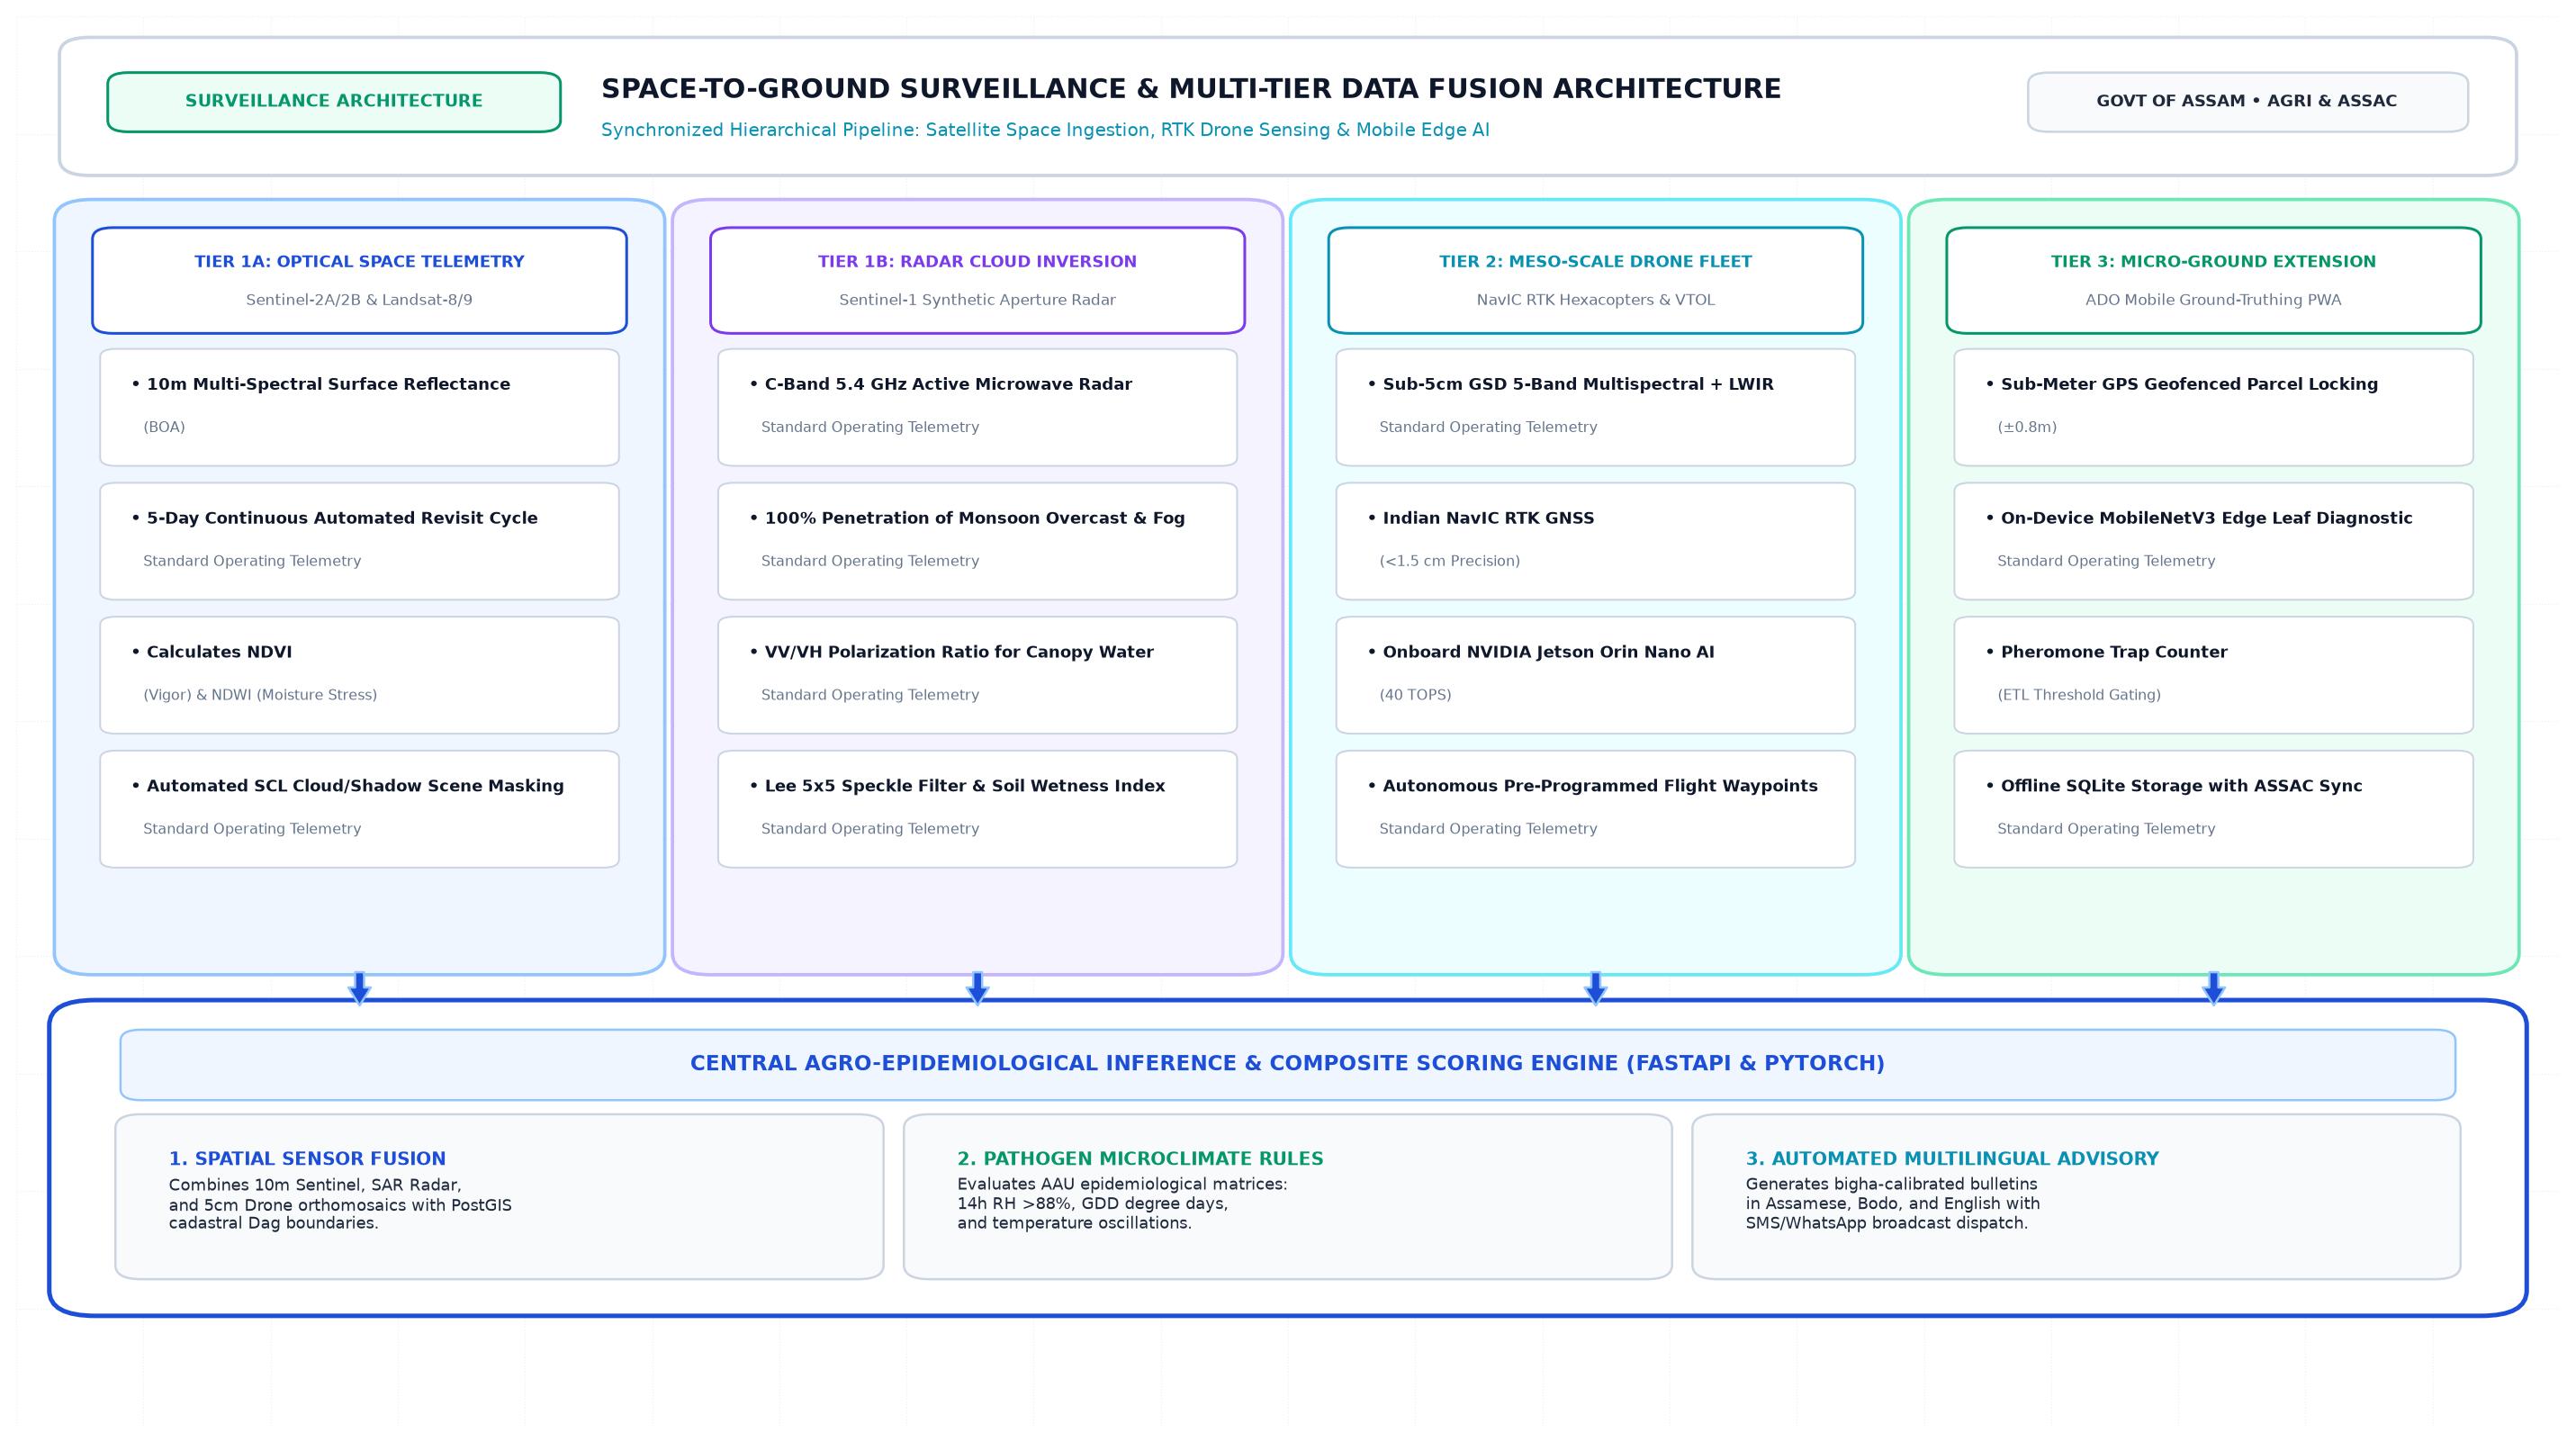 SURVEILLANCE ARCHITECTURE
SPACE-TO-GROUND SURVEILLANCE & MULTI-TIER DATA FUSION ARCHITECTURE
Synchronized Hierarchical Pipeline: Satellite Space Ingestion, RTK Drone Sensing & Mobile Edge AI
GOVT OF ASSAM • AGRI & ASSAC
TIER 1A: OPTICAL SPACE TELEMETRY
Sentinel-2A/2B & Landsat-8/9
• 10m Multi-Spectral Surface Reflectance
(BOA)
• 5-Day Continuous Automated Revisit Cycle
Standard Operating Telemetry
• Calculates NDVI
(Vigor) & NDWI (Moisture Stress)
• Automated SCL Cloud/Shadow Scene Masking
Standard Operating Telemetry
TIER 1B: RADAR CLOUD INVERSION
Sentinel-1 Synthetic Aperture Radar
• C-Band 5.4 GHz Active Microwave Radar
Standard Operating Telemetry
• 100% Penetration of Monsoon Overcast & Fog
Standard Operating Telemetry
• VV/VH Polarization Ratio for Canopy Water
Standard Operating Telemetry
• Lee 5x5 Speckle Filter & Soil Wetness Index
Standard Operating Telemetry
TIER 2: MESO-SCALE DRONE FLEET
NavIC RTK Hexacopters & VTOL
• Sub-5cm GSD 5-Band Multispectral + LWIR
Standard Operating Telemetry
• Indian NavIC RTK GNSS
(<1.5 cm Precision)
• Onboard NVIDIA Jetson Orin Nano AI
(40 TOPS)
• Autonomous Pre-Programmed Flight Waypoints
Standard Operating Telemetry
TIER 3: MICRO-GROUND EXTENSION
ADO Mobile Ground-Truthing PWA
• Sub-Meter GPS Geofenced Parcel Locking
(±0.8m)
• On-Device MobileNetV3 Edge Leaf Diagnostic
Standard Operating Telemetry
• Pheromone Trap Counter
(ETL Threshold Gating)
• Offline SQLite Storage with ASSAC Sync
Standard Operating Telemetry
CENTRAL AGRO-EPIDEMIOLOGICAL INFERENCE & COMPOSITE SCORING ENGINE (FASTAPI & PYTORCH)
1. SPATIAL SENSOR FUSION
Combines 10m Sentinel, SAR Radar,
and 5cm Drone orthomosaics with PostGIS
cadastral Dag boundaries.
2. PATHOGEN MICROCLIMATE RULES
Evaluates AAU epidemiological matrices:
14h RH >88%, GDD degree days,
and temperature oscillations.
3. AUTOMATED MULTILINGUAL ADVISORY
Generates bigha-calibrated bulletins
in Assamese, Bodo, and English with
SMS/WhatsApp broadcast dispatch.